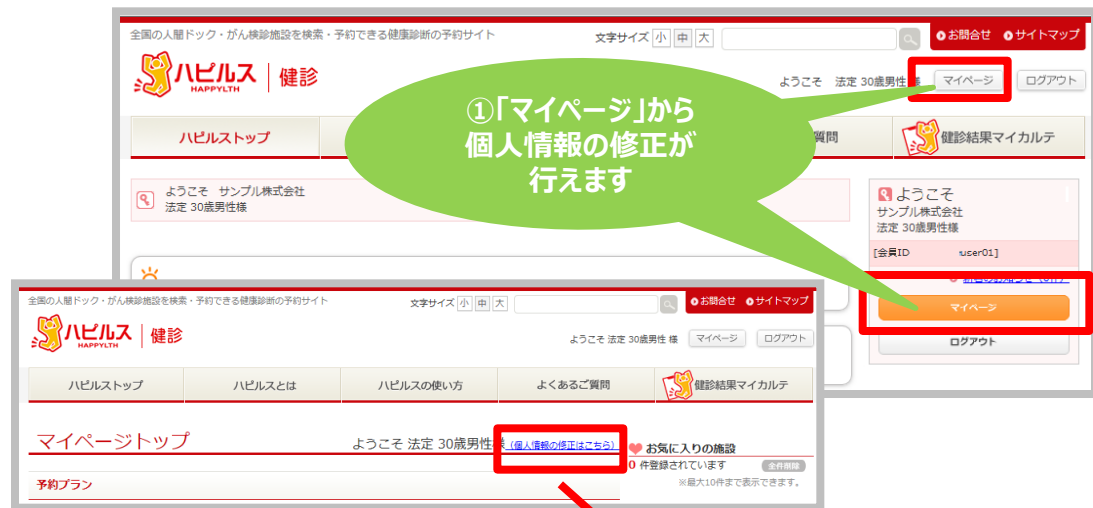 全国の人間ドック・がん検診施設を検索・予約できる健康診断の予約サイト
文字サイズ 小 中 大
お問合せ サイトマップ
ハピルス 健診
HAPPYLTH
ようこそ 法定 30歳男性 様 マイページ ログアウト
①「マイページ」から
個人情報の修正が
行えます
ハピルストップ 質問 健診結果マイカルテ
ようこそ サンプル株式会社
法定 30歳男性様
ようこそ
サンプル株式会社
法定 30歳男性様
[会員ID user01]
マイページ
ログアウト
全国の人間ドック・がん検診施設を検索・予約できる健康診断の予約サイト
文字サイズ 小 中 大
お問合せ サイトマップ
ハピルス 健診
HAPPYLTH
ようこそ 法定 30歳男性 様 マイページ ログアウト
ハピルストップ ハピルスとは ハピルスの使い方 よくあるご質問 健診結果マイカルテ
マイページトップ
ようこそ 法定 30歳男性様 (個人情報の修正はこちら)
お気に入りの施設
0 件登録されています 全件削除
※最大10件まで表示できます。
予約プラン